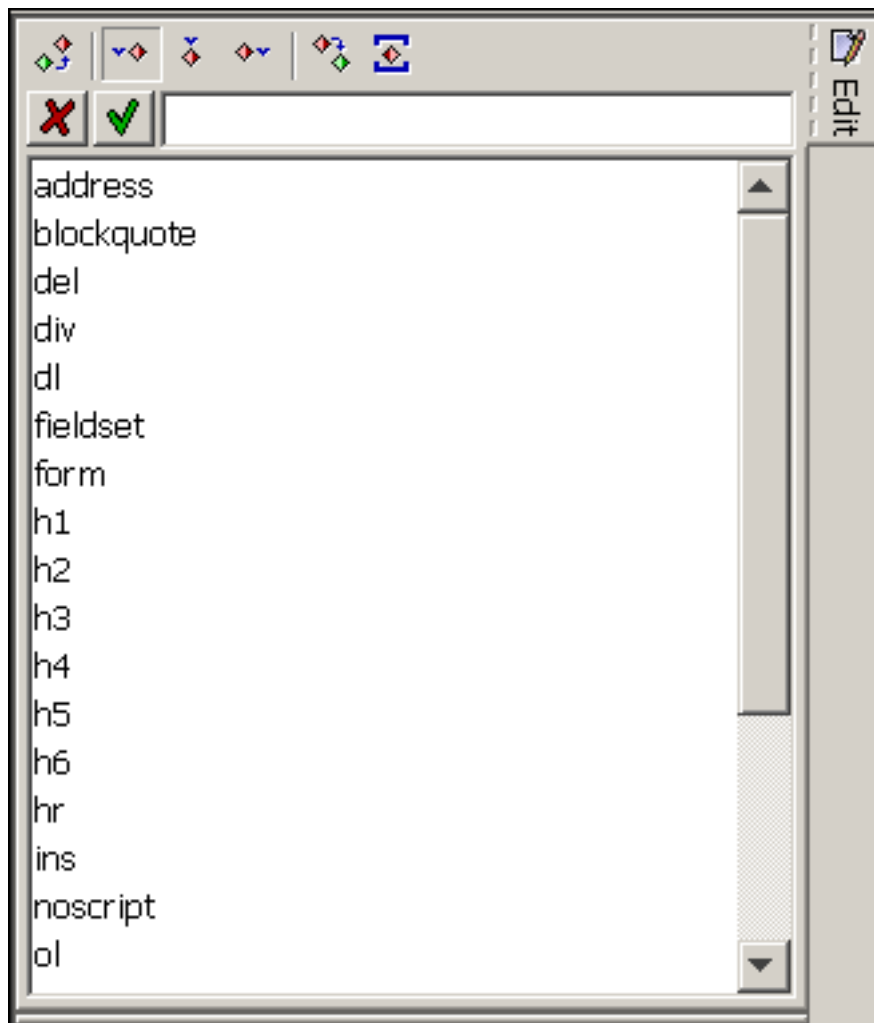 Edit
address
blockquote
del
div
dl
fieldset
form
h1
h2
h3
h4
h5
h6
hr
ins
noscript
ol